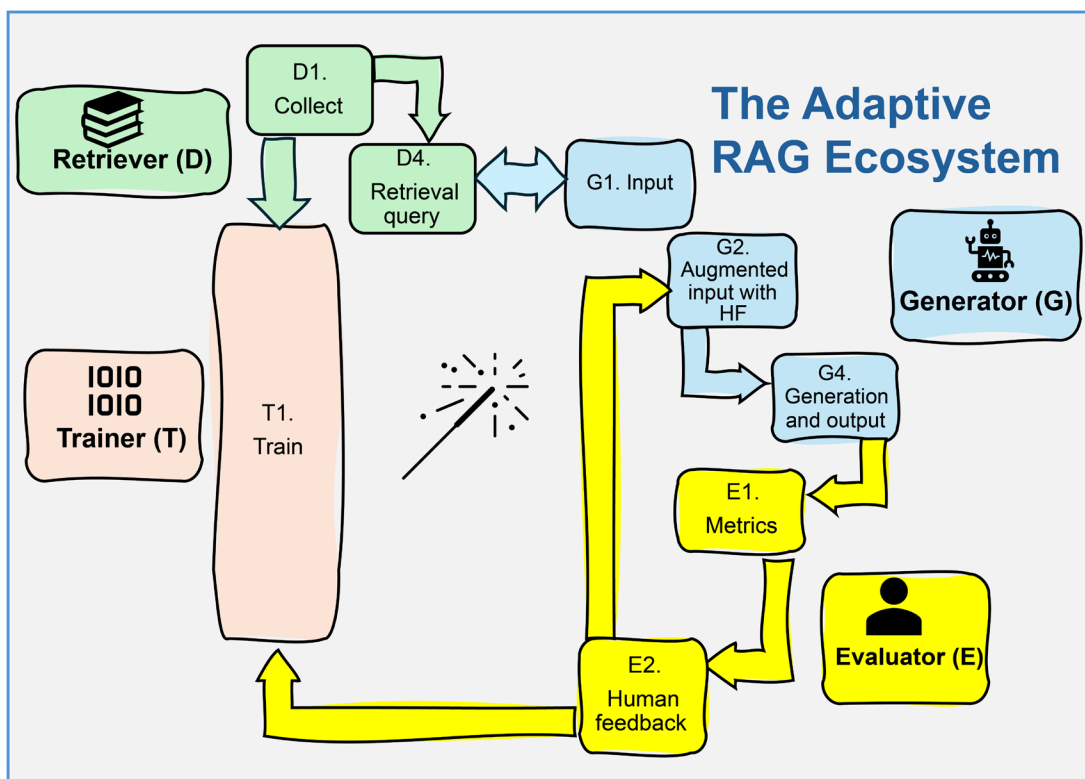 The Adaptive
RAG Ecosystem
D1.
Collect
Retriever (D)
D4.
Retrieval
query
G1. Input
G2.
Augmented
input with
HF
Generator (G)
IOIO
IOIO
Trainer (T)
T1.
Train
G4.
Generation
and output
E1.
Metrics
Evaluator (E)
E2.
Human
feedback